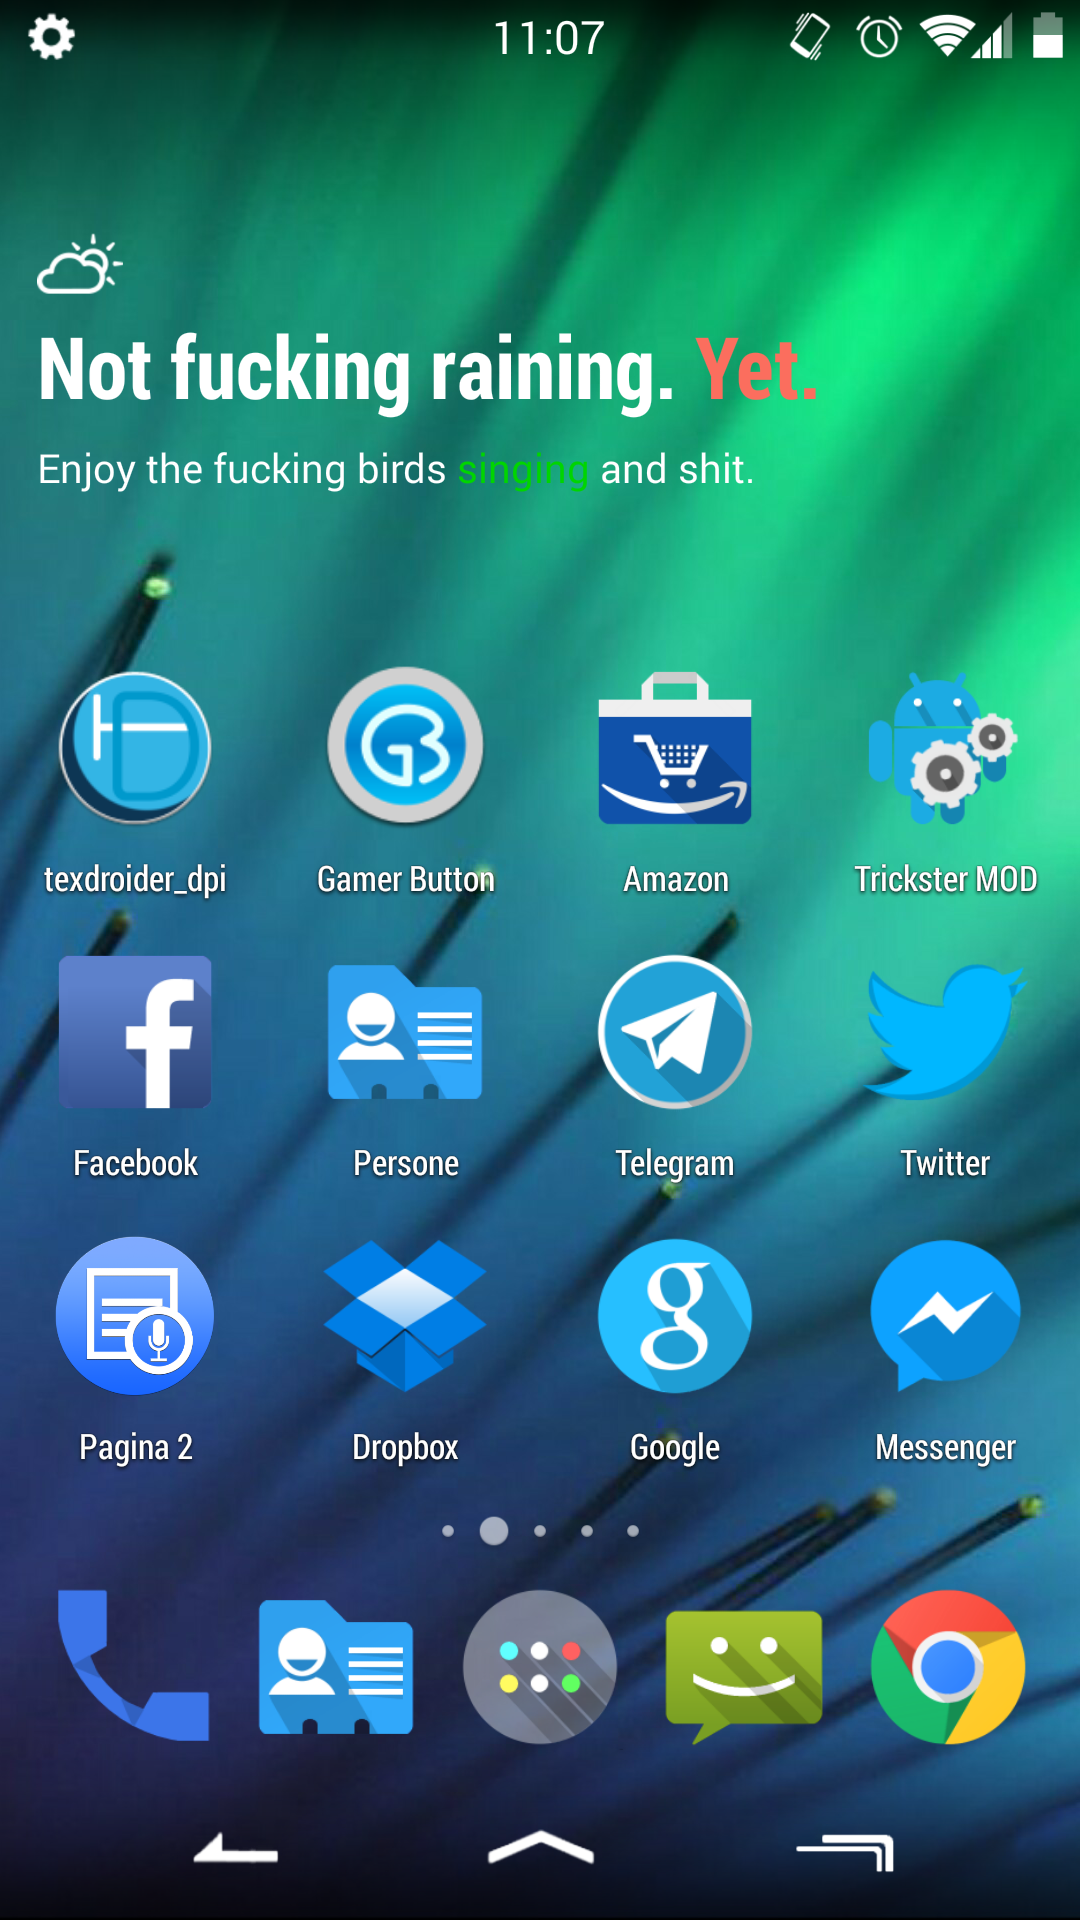 11:07
Not fucking raining. Yet.
Enjoy the fucking birds singing and shit.
texdroider_dpi
Gamer Button
Amazon
Trickster MOD
Facebook
Persone
Telegram
Twitter
Pagina 2
Dropbox
Google
Messenger